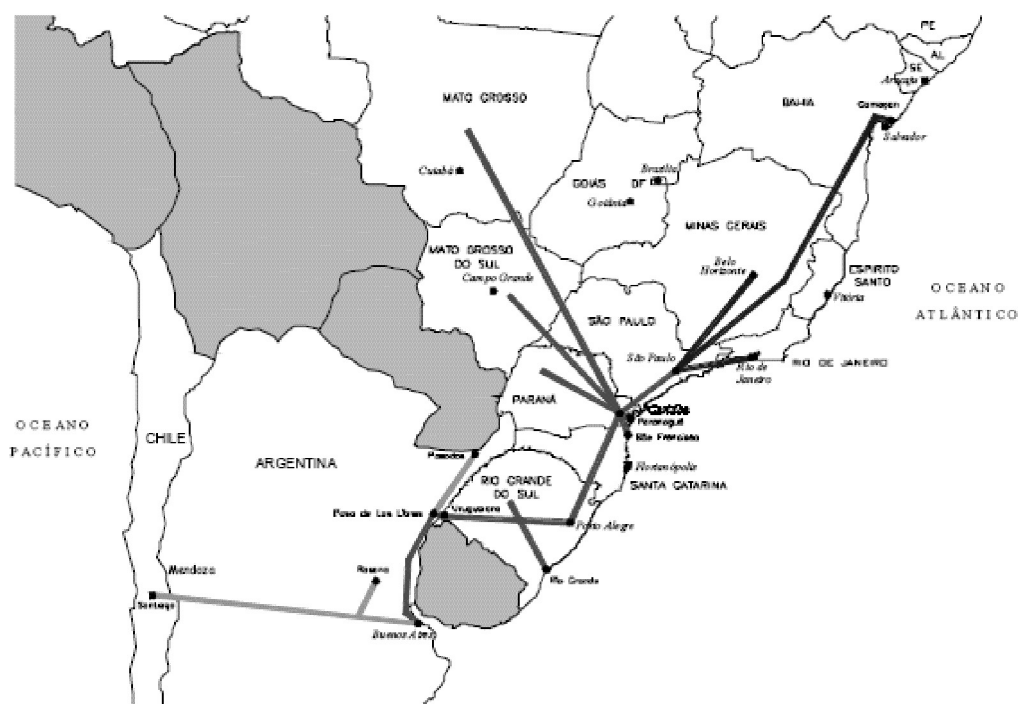 PE
AL
SE
Aracaju
MATO GROSSO
BAHIA
Camaçari
Salvador
Cuiabá
Brasília
GOIÁS
DF
Goiânia
MINAS GERAIS
MATO GROSSO
DO SUL
Campo Grande
Belo
Horizonte
ESPIRITO
SANTO
Vitória
OCEANO
ATLÂNTICO
SÃO PAULO
São Paulo
Rio de
Janeiro
RIO DE JANEIRO
PARANÁ
Paranaguá
São Francisco
OCEANO
PACÍFICO
CHILE
ARGENTINA
Posadas
RIO GRANDE
DO SUL
Florianópolis
SANTA CATARINA
Paso de Los Libres
Uruguaiana
Porto Alegre
Mendoza
Rosario
Rio Grande
Santiago
Buenos Aires